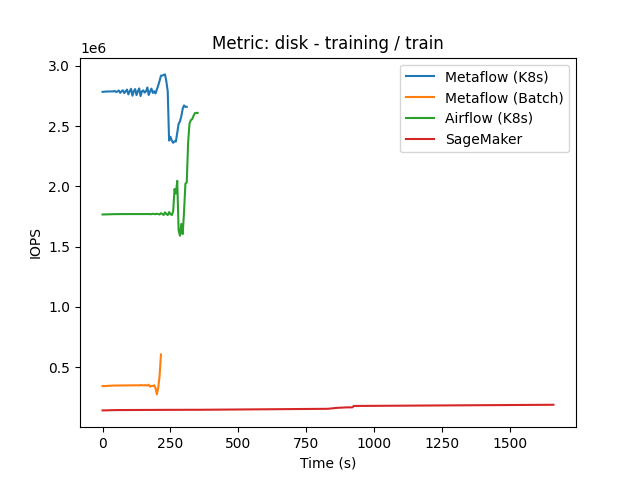 Metric: disk - training / train
1e6
3.0
2.5
2.0
1.5
1.0
0.5
IOPS
0
250
500
750
1000
1250
1500
Time (s)
Metaflow (K8s)
Metaflow (Batch)
Airflow (K8s)
SageMaker